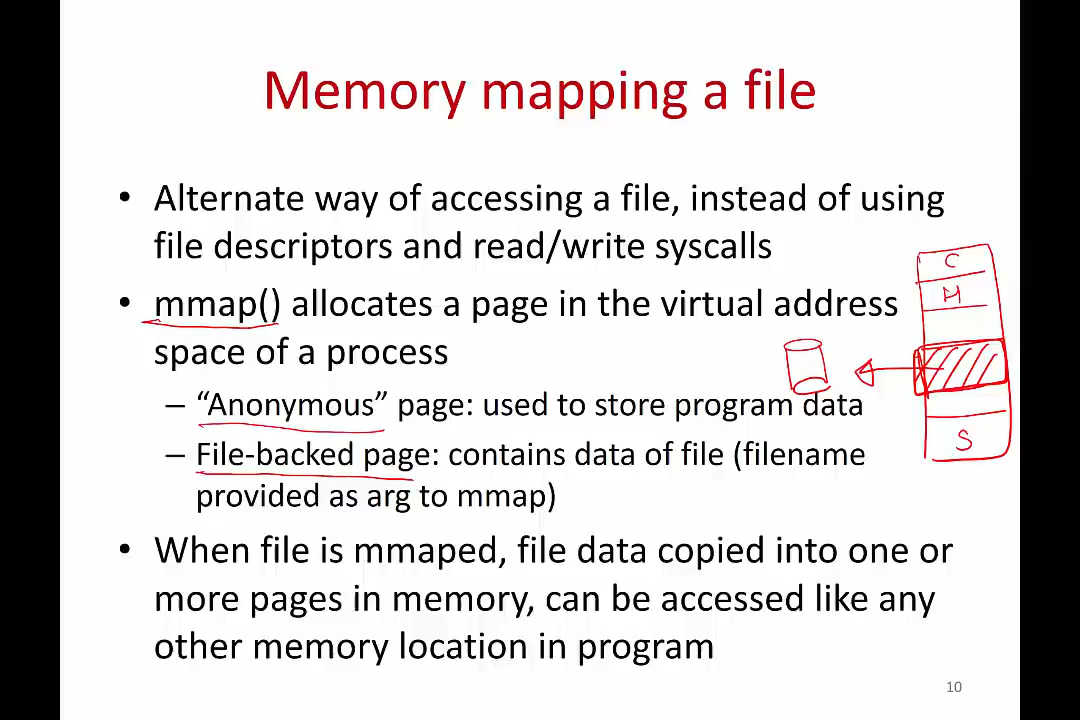 Memory mapping a file
• Alternate way of accessing a file, instead of using
file descriptors and read/write syscalls
• mmap() allocates a page in the virtual address
space of a process
– “Anonymous” page: used to store program data
– File-backed page: contains data of file (filename
provided as arg to mmap)
• When file is mmaped, file data copied into one or
more pages in memory, can be accessed like any
other memory location in program
C
H
S
10